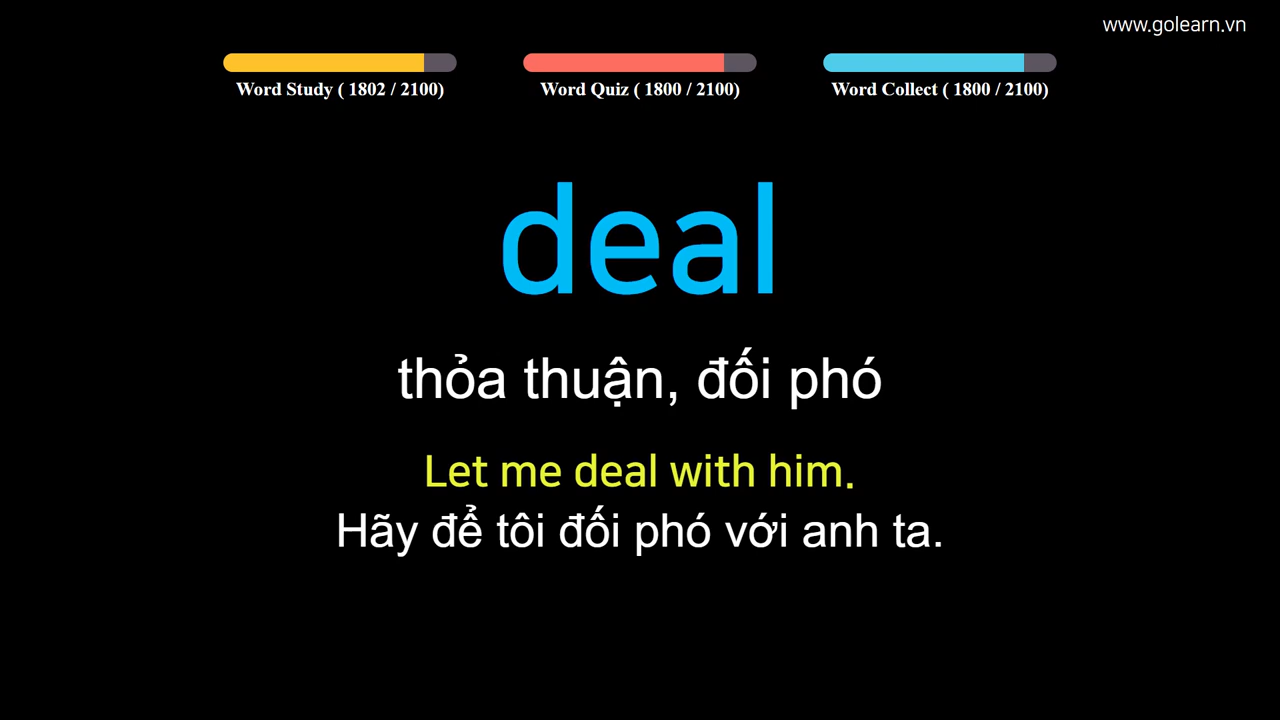 www.golearn.vn
Word Study ( 1802 / 2100)
Word Quiz ( 1800 / 2100)
Word Collect ( 1800 / 2100)
deal
thỏa thuận, đối phó
Let me deal with him.
Hãy để tôi đối phó với anh ta.